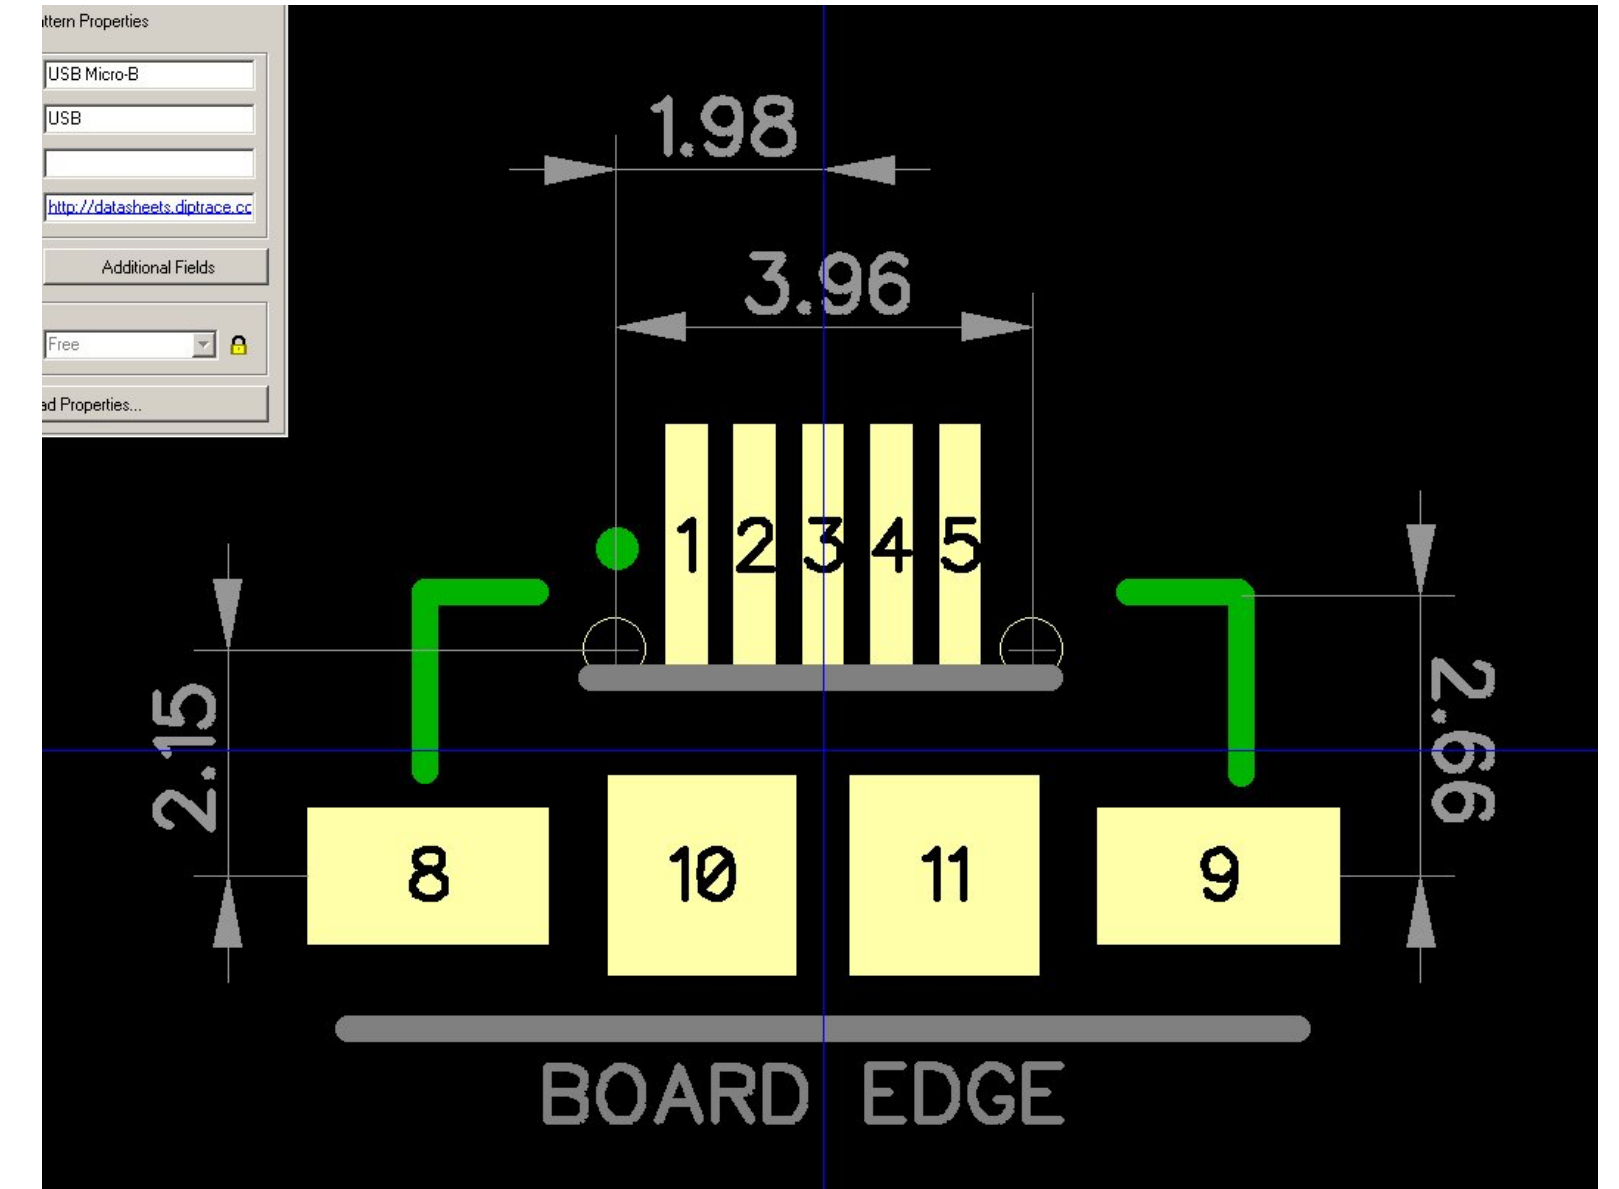 ttern Properties
USB Micro-B
USB
http://datasheets.diptrace.cc
Additional Fields
Free
ad Properties...
1.98
3.96
1 2 3 4 5
2.15
2.66
8 10 11 9
BOARD EDGE